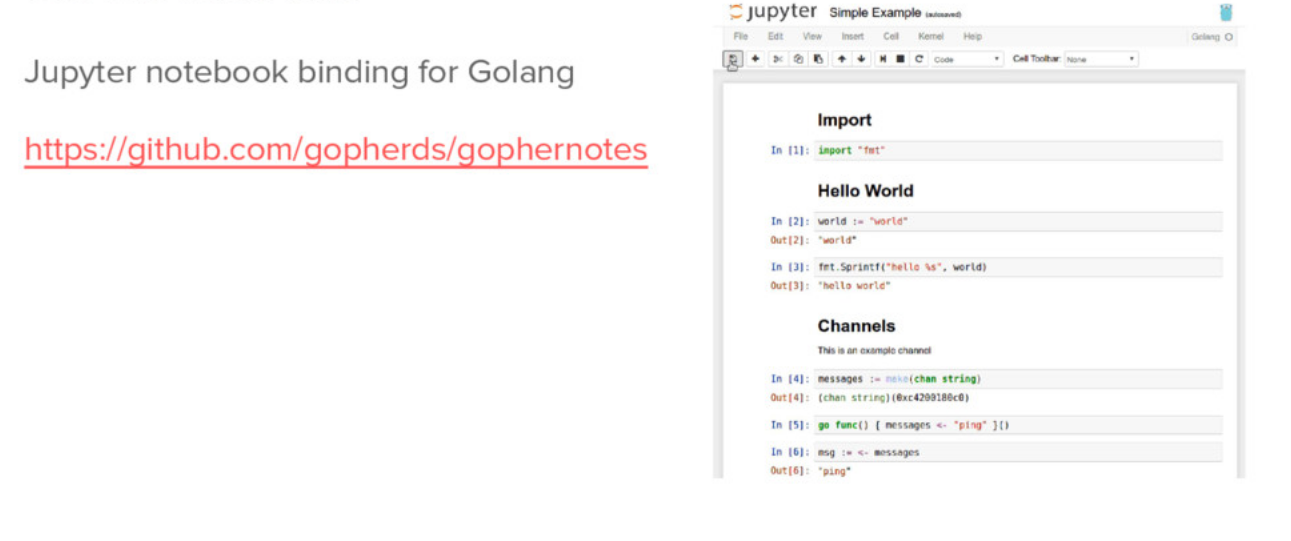 Jupyter notebook binding for Golang
https://github.com/gopherds/gophernotes
jupyter Simple Example (autosaved)
File Edit View Insert Cell Kernel Help Golang
Code Cell Toolbar: None
Import
In [1]: import "fmt"
Hello World
In [2]: world := "world"
Out[2]: "world"
In [3]: fmt.Sprintf("hello %s", world)
Out[3]: "hello world"
Channels
This is an example channel
In [4]: messages := make(chan string)
Out[4]: (chan string)(0xc4200180c0)
In [5]: go func() { messages <- "ping" }()
In [6]: msg := <- messages
Out[6]: "ping"